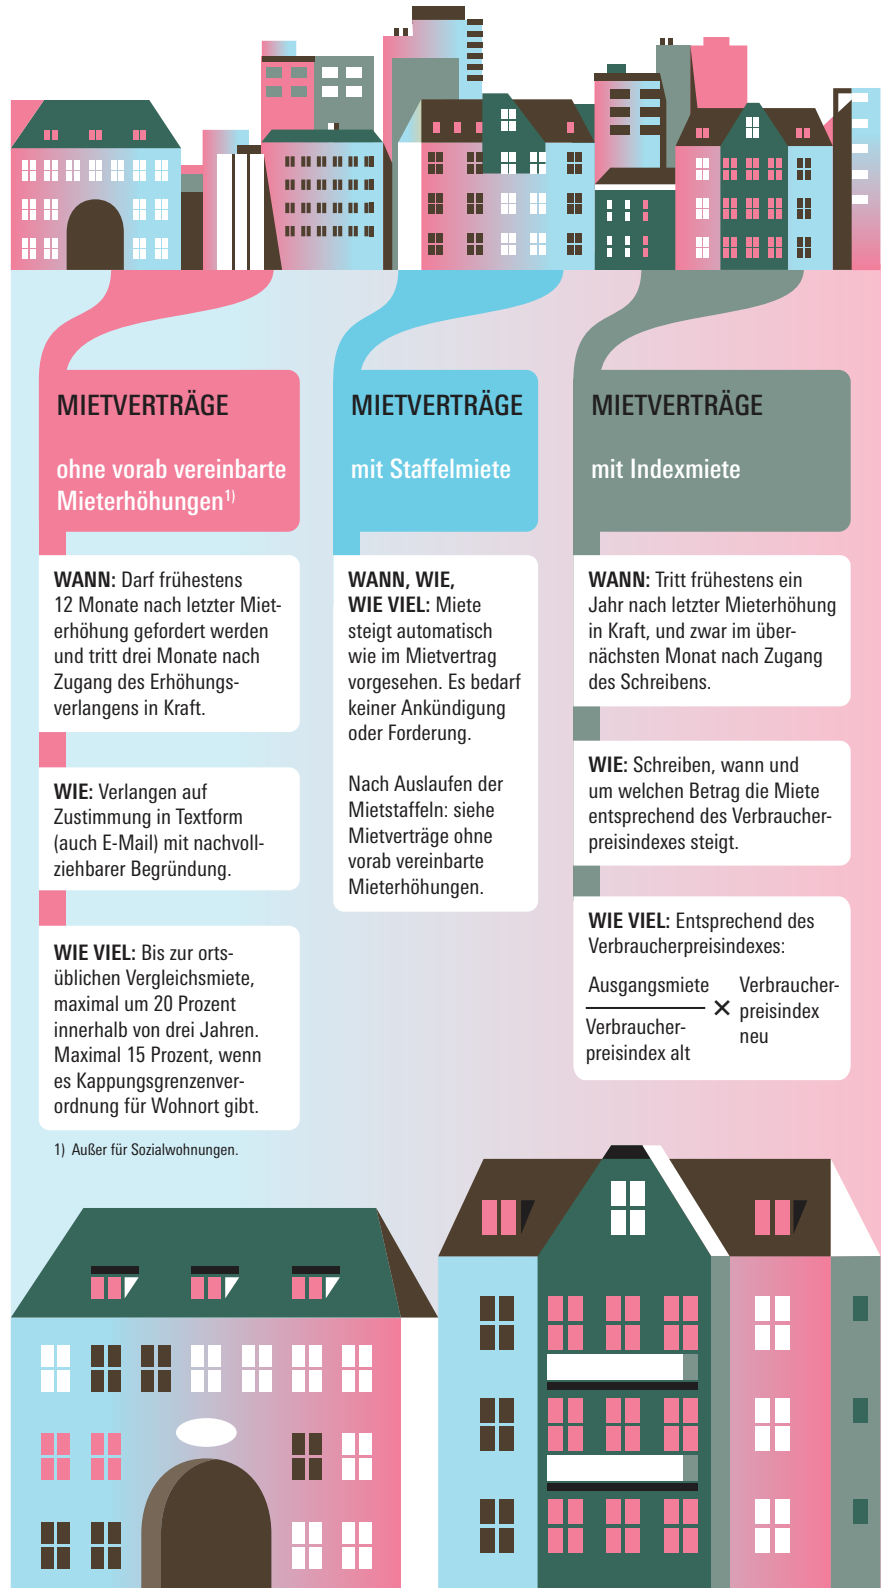 MIETVERTRÄGE
ohne vorab vereinbarte
Mieterhöhungen1)
WANN: Darf frühestens
12 Monate nach letzter Miet-
erhöhung gefordert werden
und tritt drei Monate nach
Zugang des Erhöhungs-
verlangens in Kraft.
WIE: Verlangen auf
Zustimmung in Textform
(auch E-Mail) mit nachvoll-
ziehbarer Begründung.
WIE VIEL: Bis zur orts-
üblichen Vergleichsmiete,
maximal um 20 Prozent
innerhalb von drei Jahren.
Maximal 15 Prozent, wenn
es Kappungsgrenzenver-
ordnung für Wohnort gibt.
1) Außer für Sozialwohnungen.
MIETVERTRÄGE
mit Staffelmiete
WANN, WIE,
WIE VIEL: Miete
steigt automatisch
wie im Mietvertrag
vorgesehen. Es bedarf
keiner Ankündigung
oder Forderung.
Nach Auslaufen der
Mietstaffeln: siehe
Mietverträge ohne
vorab vereinbarte
Mieterhöhungen.
MIETVERTRÄGE
mit Indexmiete
WANN: Tritt frühestens ein
Jahr nach letzter Mieterhöhung
in Kraft, und zwar im über-
nächsten Monat nach Zugang
des Schreibens.
WIE: Schreiben, wann und
um welchen Betrag die Miete
entsprechend des Verbraucher-
preisindexes steigt.
WIE VIEL: Entsprechend des
Verbraucherpreisindexes:
Ausgangsmiete
Verbraucher-
preisindex alt
×
Verbraucher-
preisindex
neu